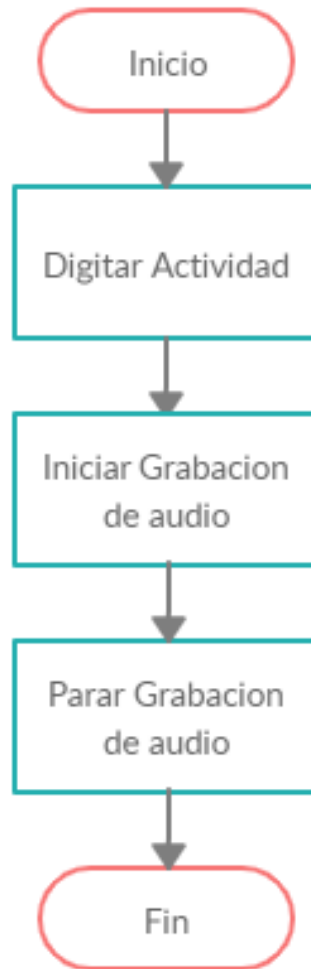 Inicio
Digitar Actividad
Iniciar Grabacion
de audio
Parar Grabacion
de audio
Fin